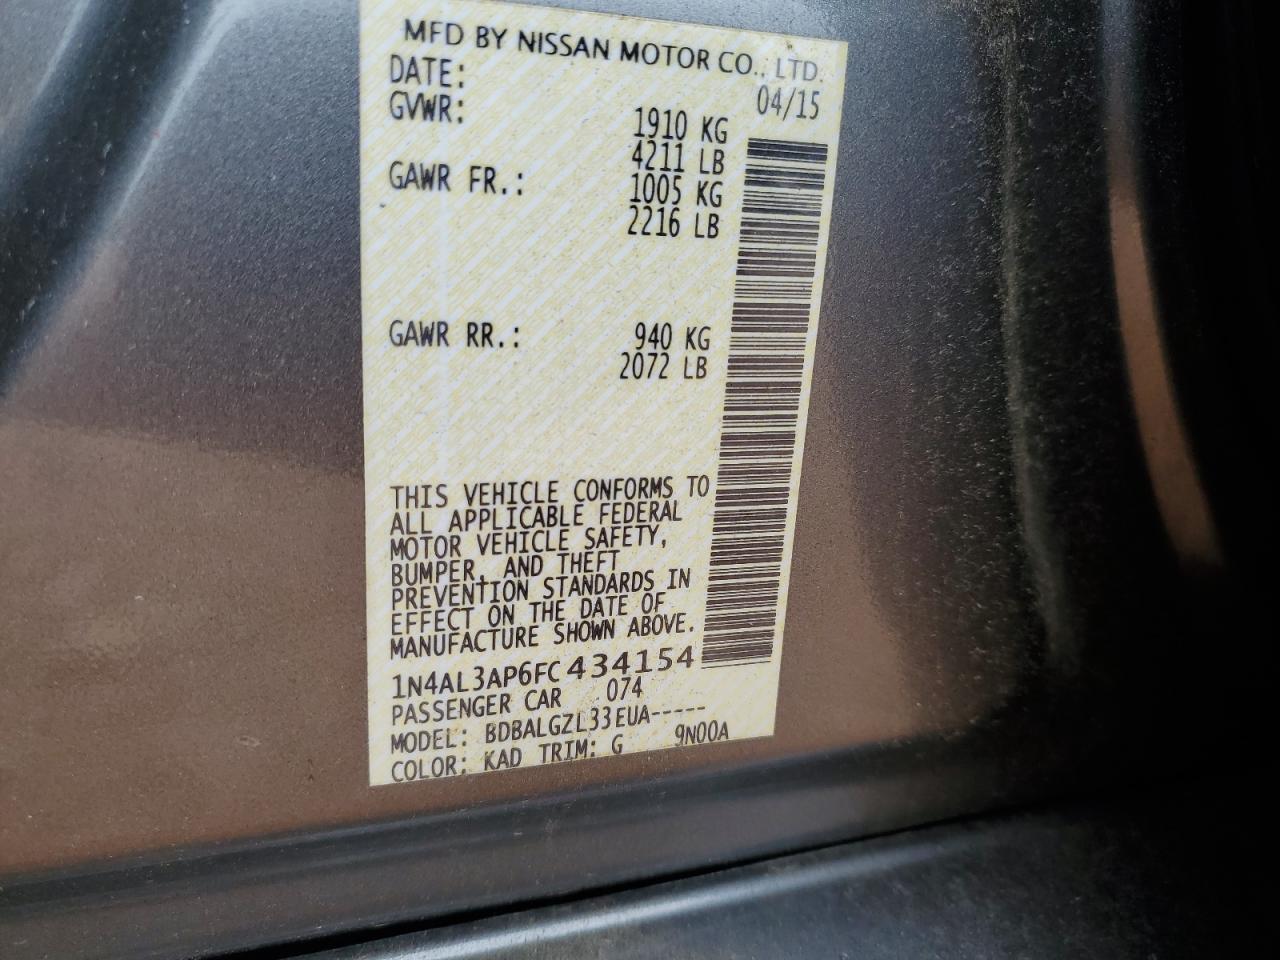 MFD BY NISSAN MOTOR CO., LTD.
DATE: 04/15
GVWR: 1910 KG
4211 LB
GAWR FR.: 1005 KG
2216 LB
GAWR RR.: 940 KG
2072 LB
THIS VEHICLE CONFORMS TO
ALL APPLICABLE FEDERAL
MOTOR VEHICLE SAFETY,
BUMPER, AND THEFT
PREVENTION STANDARDS IN
EFFECT ON THE DATE OF
MANUFACTURE SHOWN ABOVE.
1N4AL3AP6FC434154
PASSENGER CAR 074
MODEL: BDBALGZL33EUA-----
COLOR: KAD TRIM: G 9N00A